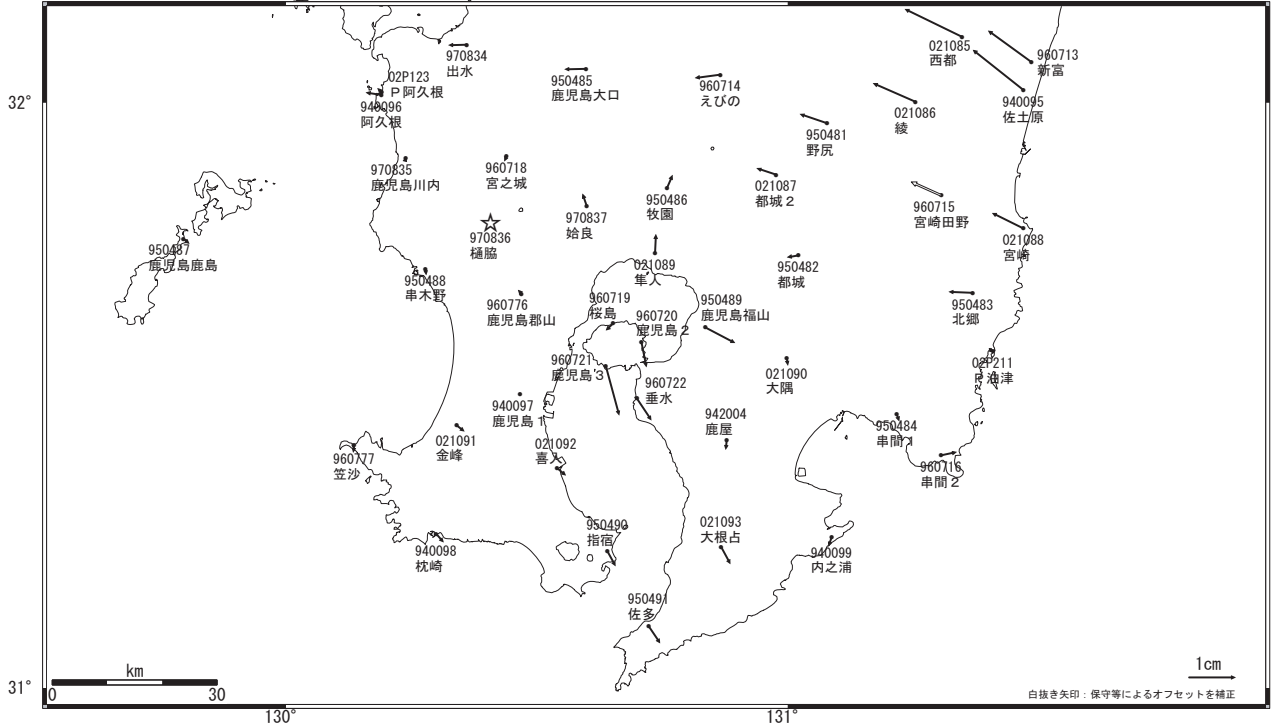 021085
西都
960713
新富
970834
出水
32°
02P123
P阿久根
940096
阿久根
950485
鹿児島大口
960714
えびの
021086
綾
940095
佐土原
950481
野尻
970835
鹿児島川内
960718
宮之城
970837
姶良
950486
牧園
021087
都城2
960715
宮崎田野
021088
宮崎
950487
鹿児島鹿島
970836
樋脇
021089
隼人
950482
都城
950488
串木野
960776
鹿児島郡山
960719
桜島
960720
鹿児島2
950489
鹿児島福山
950483
北郷
960721
鹿児島3
960722
垂水
021090
大隅
02P211
P油津
940097
鹿児島1
942004
鹿屋
950484
串間1
021091
金峰
021092
喜入
960777
笠沙
960716
串間2
950490
指宿
021093
大根占
940098
枕崎
940099
内之浦
950491
佐多
km
0
30
1cm
白抜き矢印:保守等によるオフセットを補正
31°
130°
131°